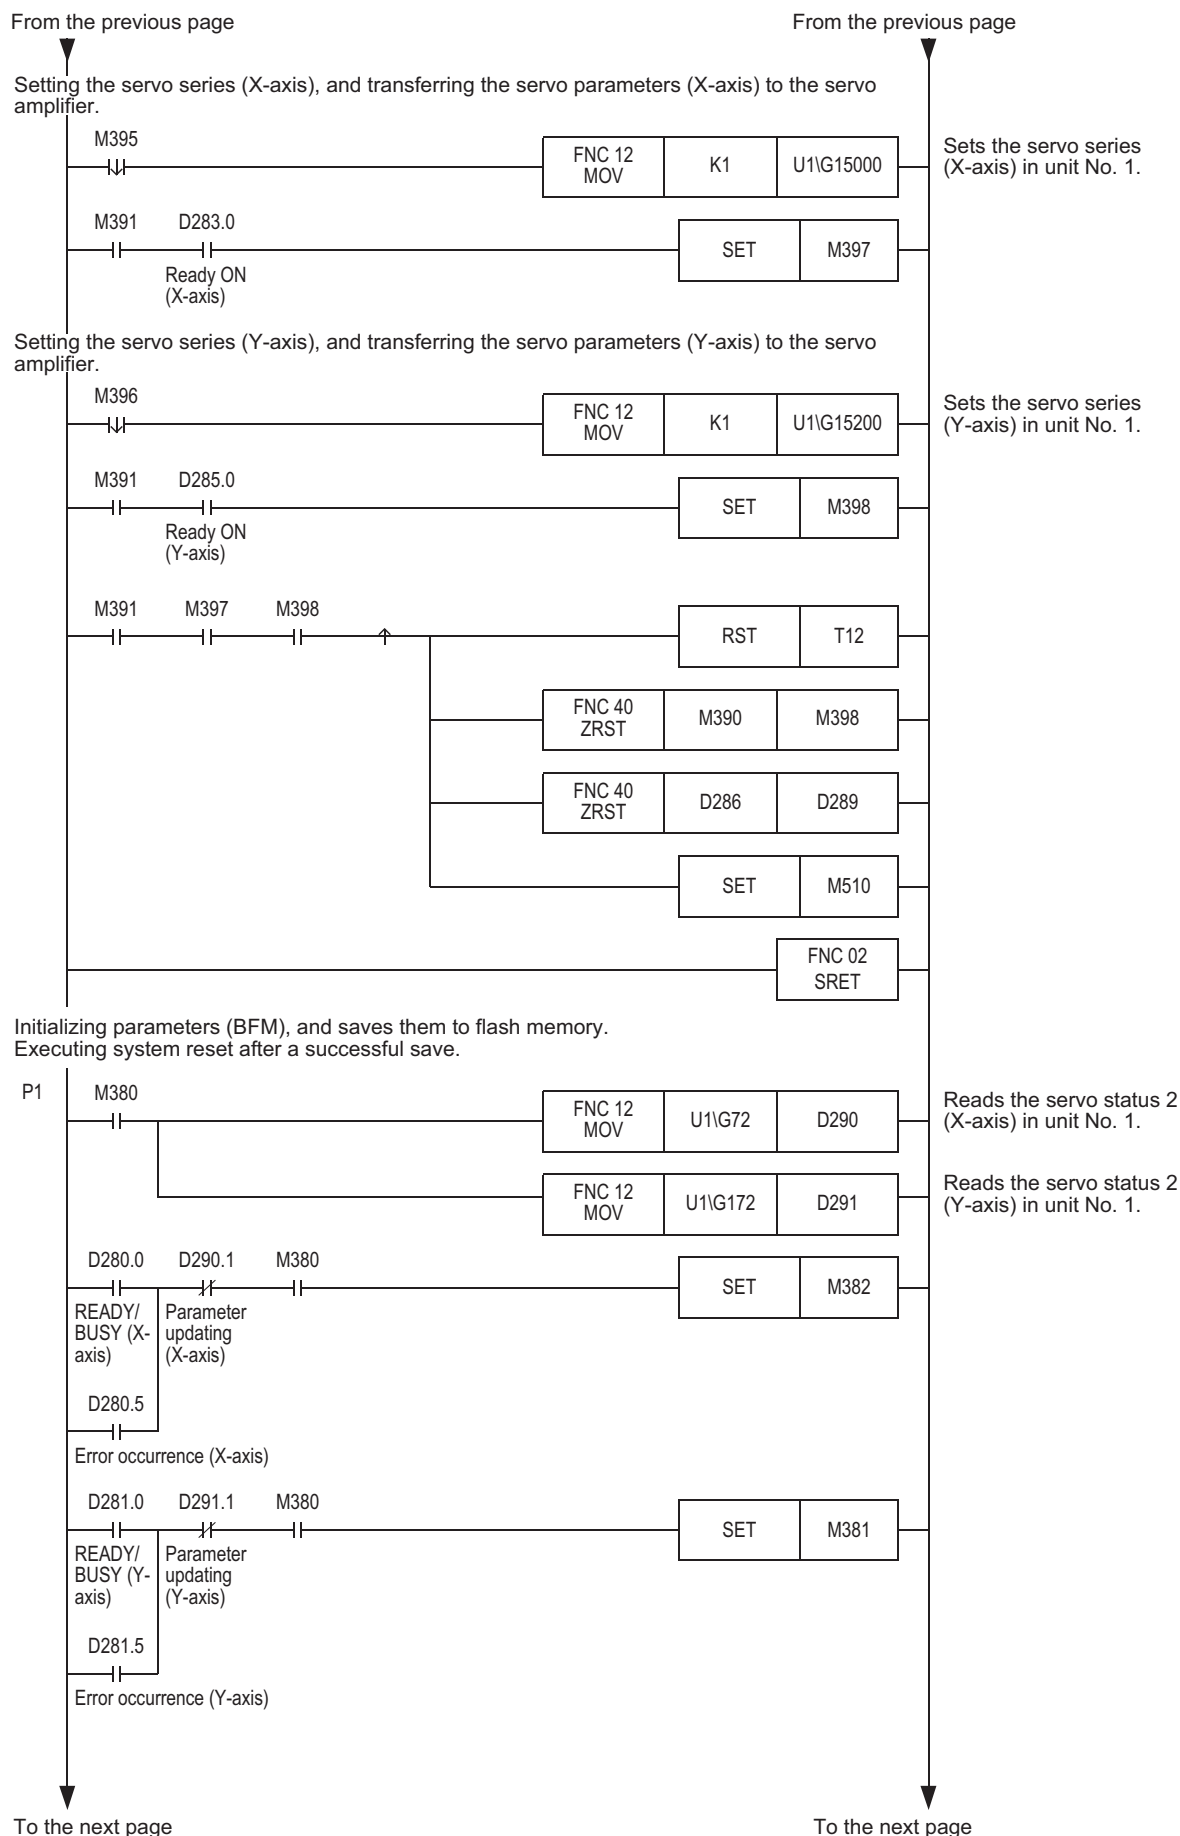 From the previous page
From the previous page
Setting the servo series (X-axis), and transferring the servo parameters (X-axis) to the servo
amplifier.
M395
FNC 12
MOV
K1
U1\G15000
Sets the servo series
(X-axis) in unit No. 1.
M391
D283.0
Ready ON
(X-axis)
SET
M397
Setting the servo series (Y-axis), and transferring the servo parameters (Y-axis) to the servo
amplifier.
M396
FNC 12
MOV
K1
U1\G15200
Sets the servo series
(Y-axis) in unit No. 1.
M391
D285.0
Ready ON
(Y-axis)
SET
M398
M391
M397
M398
RST
T12
FNC 40
ZRST
M390
M398
FNC 40
ZRST
D286
D289
SET
M510
FNC 02
SRET
Initializing parameters (BFM), and saves them to flash memory.
Executing system reset after a successful save.
P1
M380
FNC 12
MOV
U1\G72
D290
Reads the servo status 2
(X-axis) in unit No. 1.
FNC 12
MOV
U1\G172
D291
Reads the servo status 2
(Y-axis) in unit No. 1.
D280.0
D290.1
M380
READY/
BUSY (X-
axis)
Parameter
updating
(X-axis)
SET
M382
D280.5
Error occurrence (X-axis)
D281.0
D291.1
M380
READY/
BUSY (Y-
axis)
Parameter
updating
(Y-axis)
SET
M381
D281.5
Error occurrence (Y-axis)
To the next page
To the next page